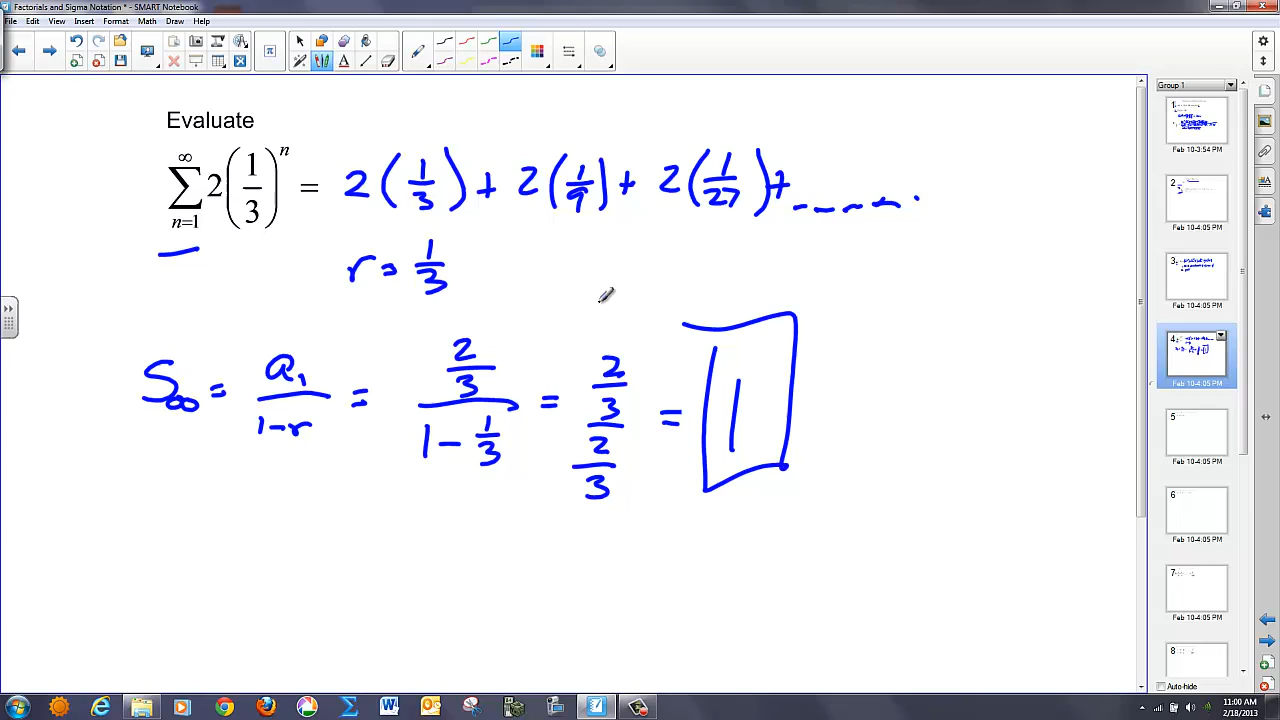 Factorials and Sigma Notation * - SMART Notebook
File Edit View Insert Format Math Draw Help
Group 1
Evaluate
∑_{n=1}^{∞} 2(1/3)^n = 2(1/3) + 2(1/9) + 2(1/27) + _ _ _ _ .
r = 1/3
S∞ = a₁/(1-r) = (2/3)/(1 - 1/3) = (2/3)/(2/3) = 1
1
Feb 10-3:54 PM
2
Feb 10-4:05 PM
3
Feb 10-4:05 PM
4
Feb 10-4:05 PM
5
Feb 10-4:05 PM
6
Feb 10-4:05 PM
7
Feb 10-4:05 PM
8
Auto-hide
11:00 AM
2/18/2013